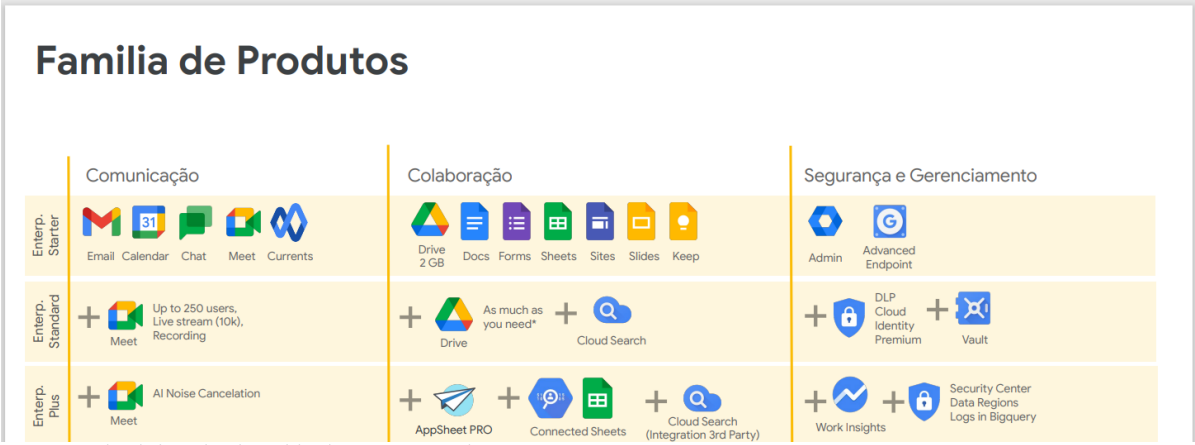 Familia de Produtos
Comunicação
Colaboração
Segurança e Gerenciamento
Enterp.
Starter
31
Email Calendar Chat Meet Currents
Drive
2 GB
Docs Forms Sheets Sites Slides Keep
Admin
G
Advanced
Endpoint
Enterp.
Standard
Meet
Up to 250 users,
Live stream (10k),
Recording
Drive
As much as
you need*
Cloud Search
DLP
Cloud
Identity
Premium
Vault
Enterp.
Plus
Meet
AI Noise Cancelation
AppSheet PRO
Connected Sheets
Cloud Search
(Integration 3rd Party)
Work Insights
Security Center
Data Regions
Logs in Bigquery